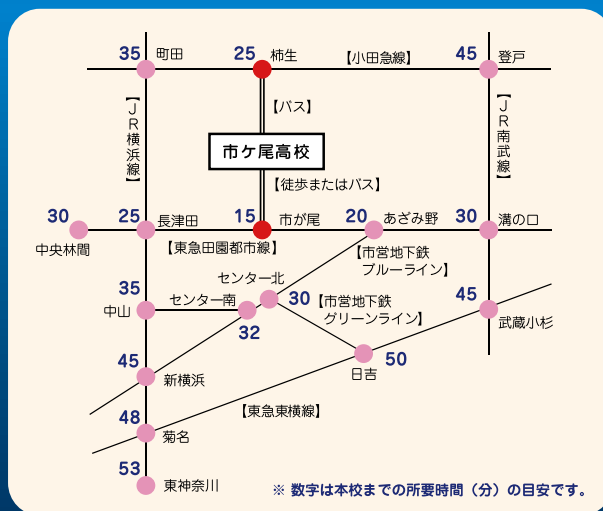 35 町田
25 柿生
【小田急線】
45 登戸
【JR横浜線】
【バス】
【JR南武線】
市ケ尾高校
【徒歩またはバス】
30
中央林間
25 長津田
15 市が尾
20 あざみ野
30 溝の口
【東急田園都市線】
【市営地下鉄
ブルーライン】
センター北
30
35
中山
センター南
32
【市営地下鉄
グリーンライン】
45
武蔵小杉
45
新横浜
日吉
50
【東急東横線】
48
菊名
53
東神奈川
※ 数字は本校までの所要時間（分）の目安です。